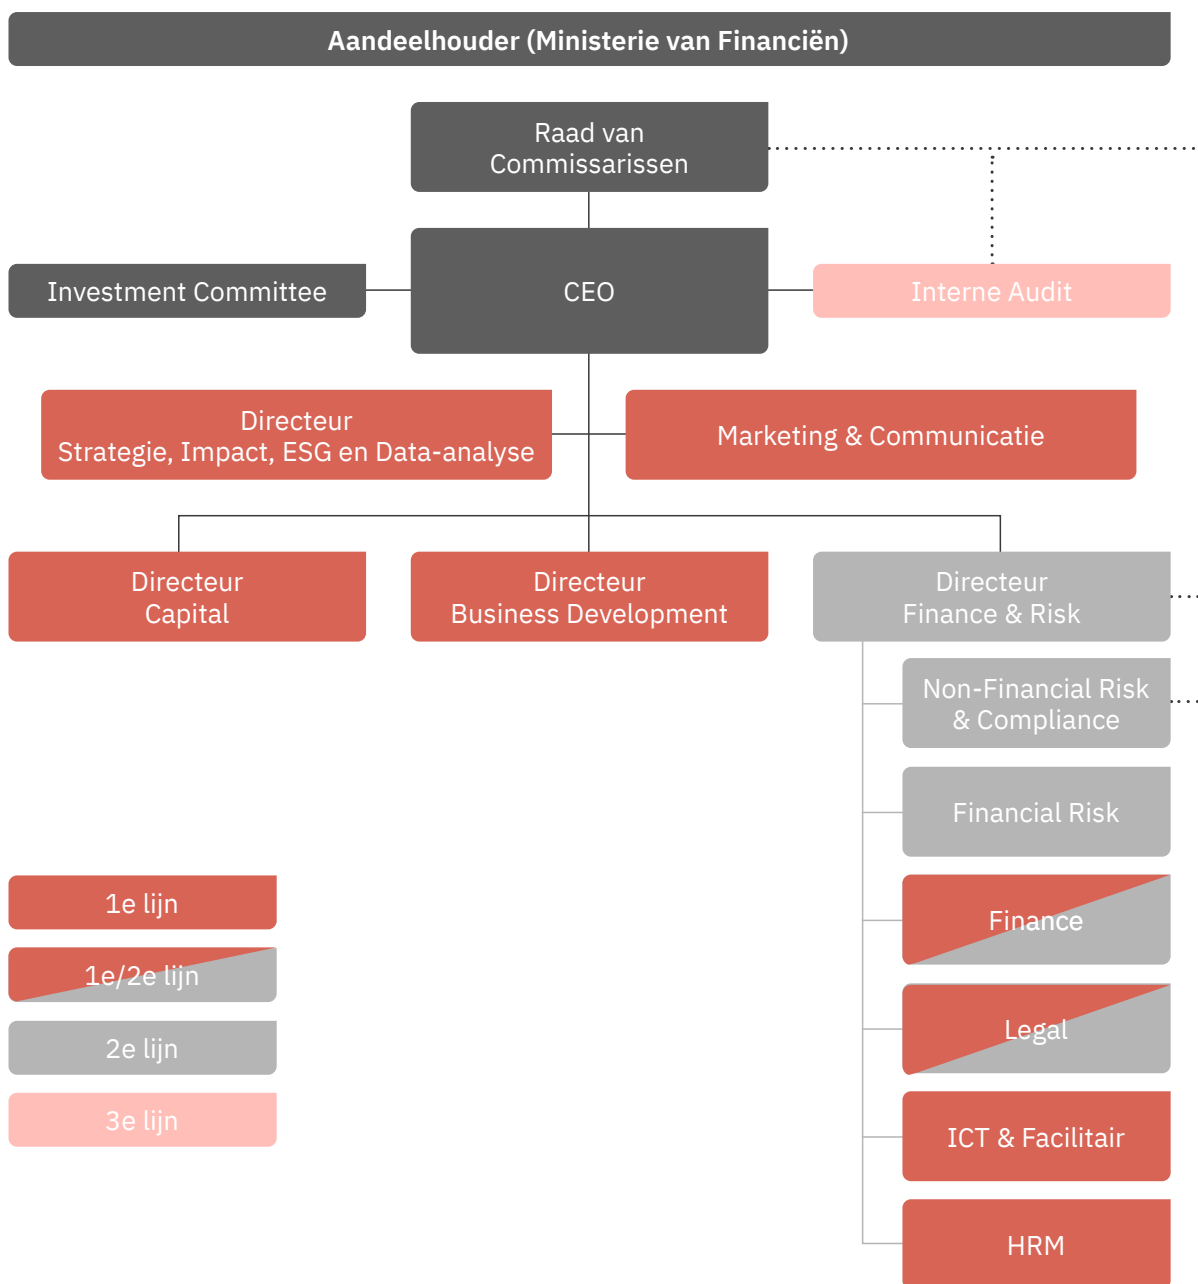 Aandeelhouder (Ministerie van Financiën)
Raad van
Commissarissen
Investment Committee
CEO
Interne Audit
Directeur
Strategie, Impact, ESG en Data-analyse
Marketing & Communicatie
Directeur
Capital
Directeur
Business Development
Directeur
Finance & Risk
Non-Financial Risk
& Compliance
Financial Risk
Finance
Legal
ICT & Facilitair
HRM
1e lijn
1e/2e lijn
2e lijn
3e lijn